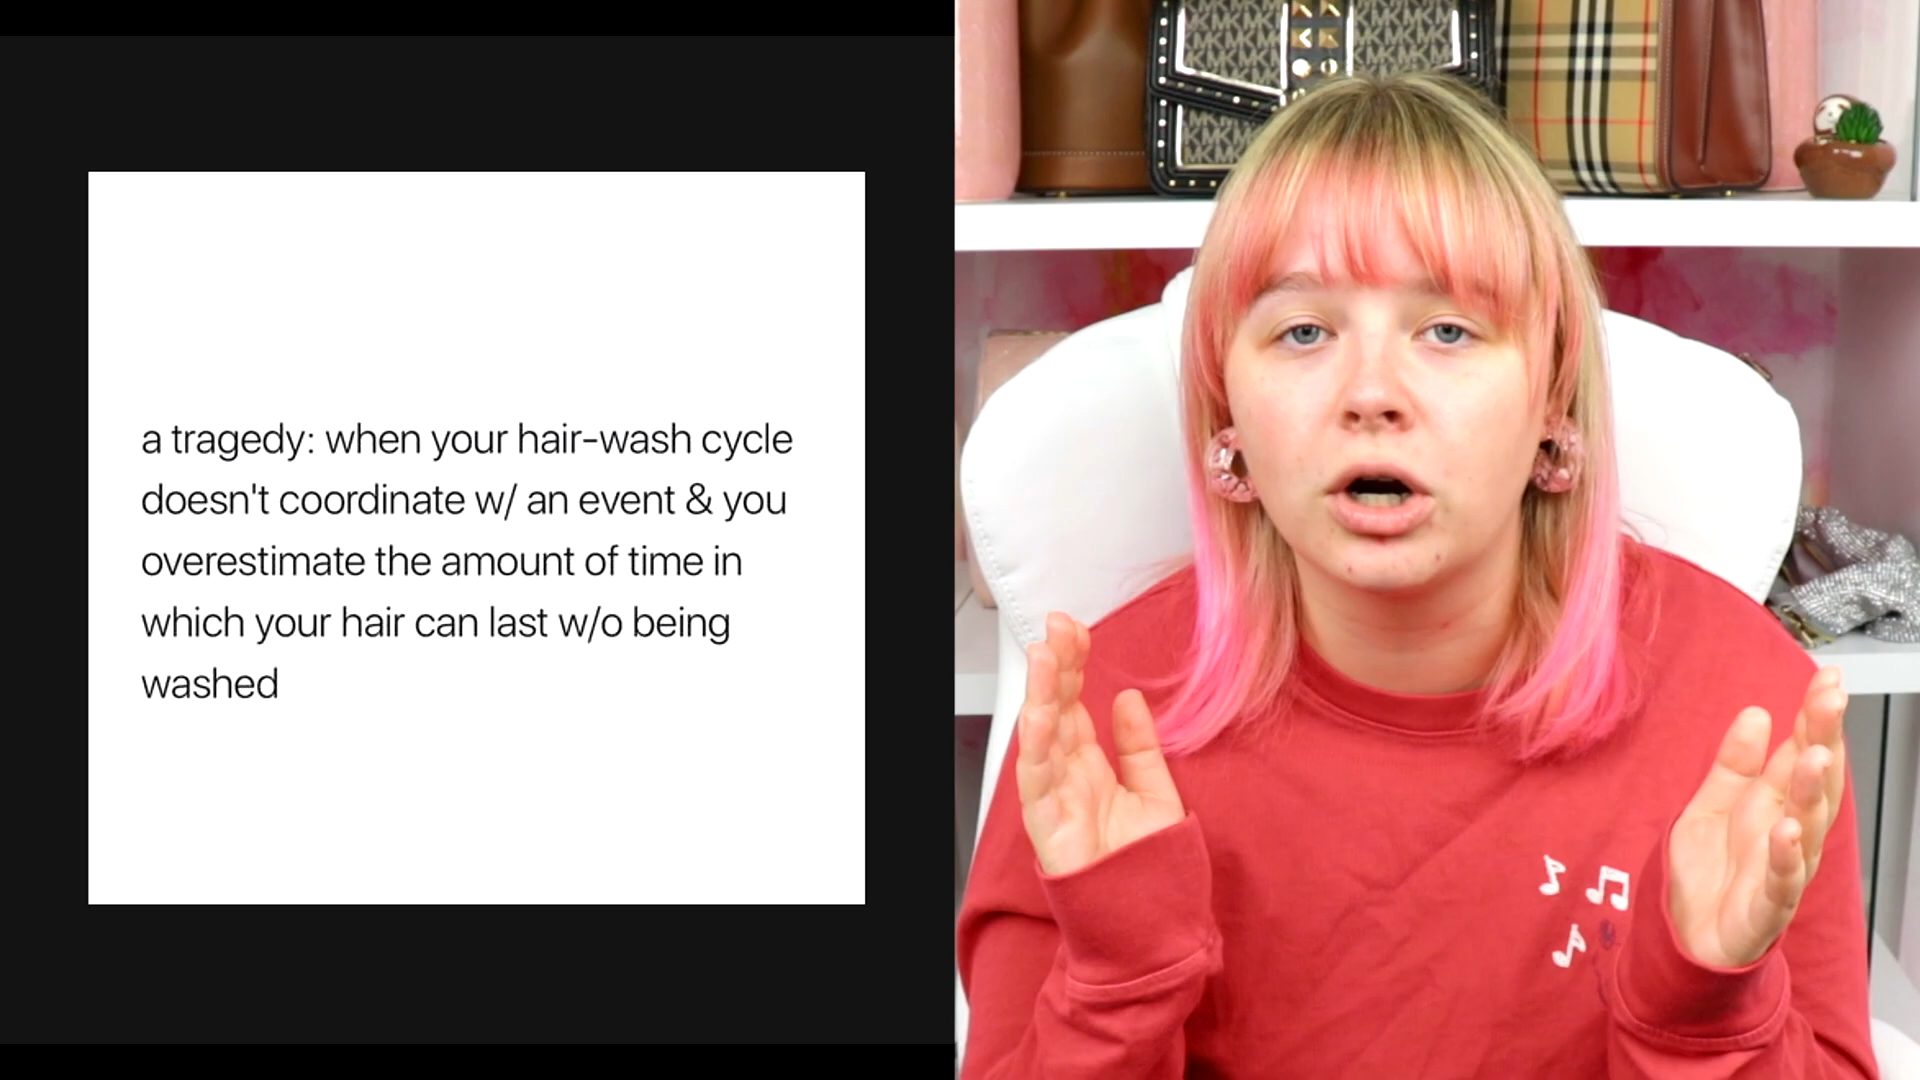 a tragedy: when your hair-wash cycle
doesn't coordinate w/ an event & you
overestimate the amount of time in
which your hair can last w/o being
washed